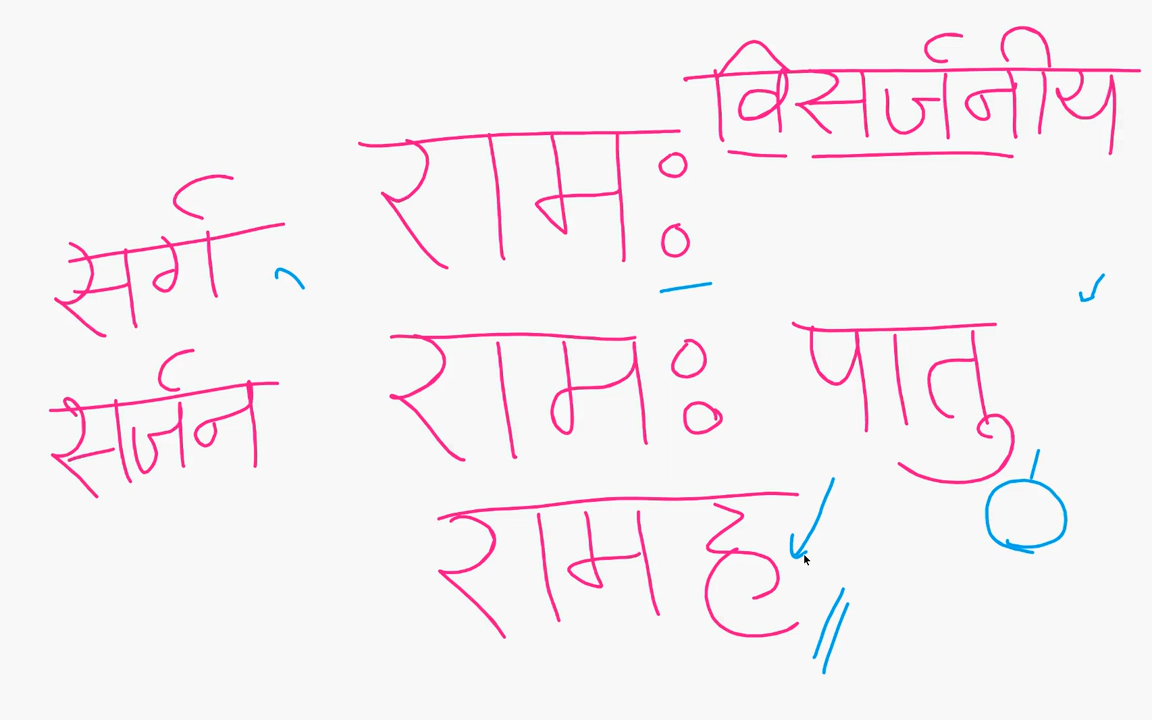 विसर्जनीय
रामः
सर्ग
रामः पातु
सर्जन
रामह